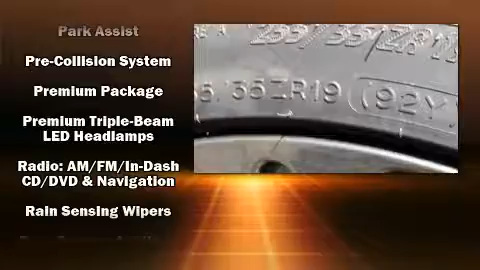 Park Assist
Pre-Collision System
Premium Package
Premium Triple-Beam
LED Headlamps
Radio: AM/FM/In-Dash
CD/DVD & Navigation
Rain Sensing Wipers
35ZR19 (92Y